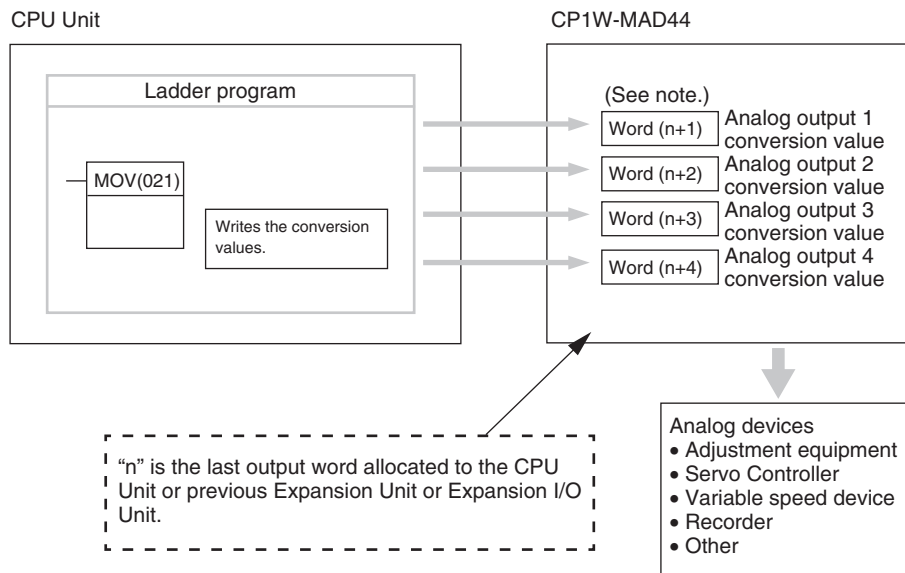 CPU Unit
CP1W-MAD44
Ladder program
MOV(021)
Writes the conversion
values.
(See note.)
Word (n+1)
Analog output 1
conversion value
Word (n+2)
Analog output 2
conversion value
Word (n+3)
Analog output 3
conversion value
Word (n+4)
Analog output 4
conversion value
“n” is the last output word allocated to the CPU
Unit or previous Expansion Unit or Expansion I/O
Unit.
Analog devices
• Adjustment equipment
• Servo Controller
• Variable speed device
• Recorder
• Other